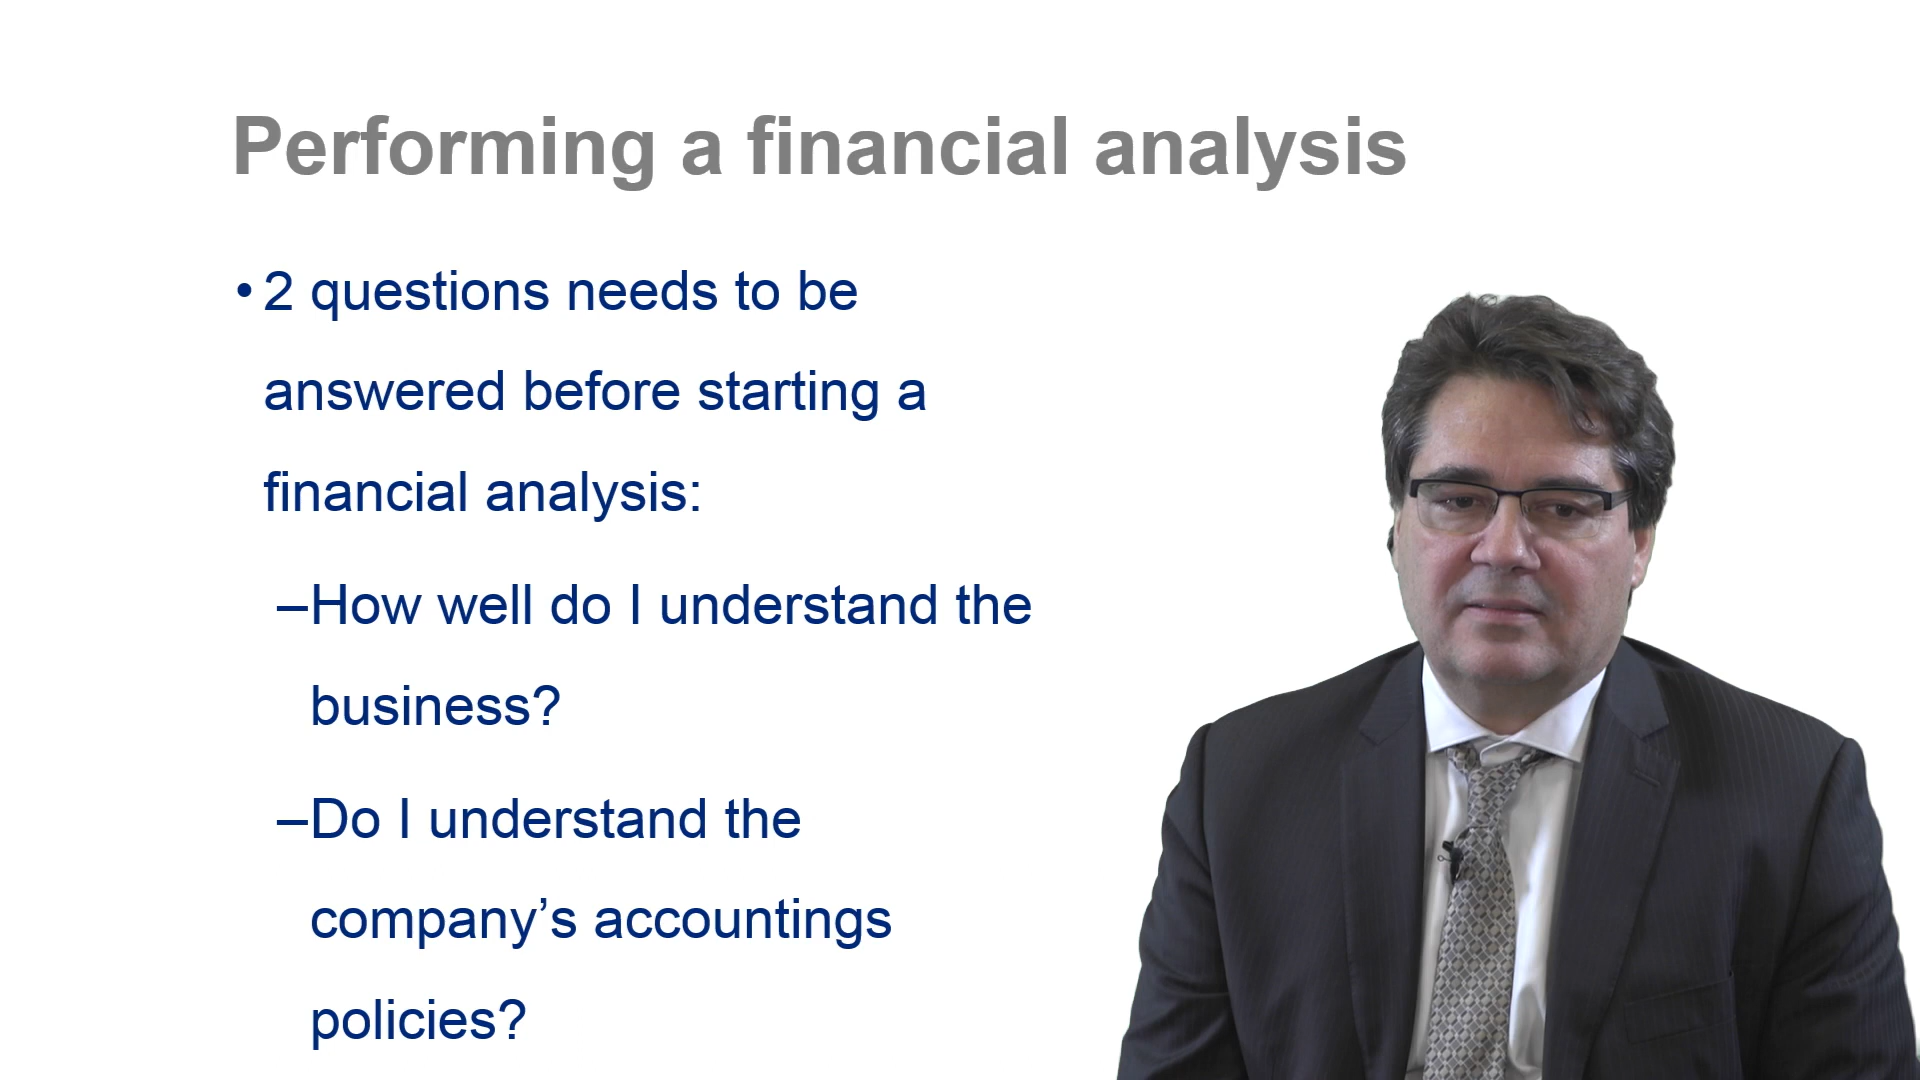 Performing a financial analysis
• 2 questions needs to be
answered before starting a
financial analysis:
–How well do I understand the
business?
–Do I understand the
company’s accountings
policies?